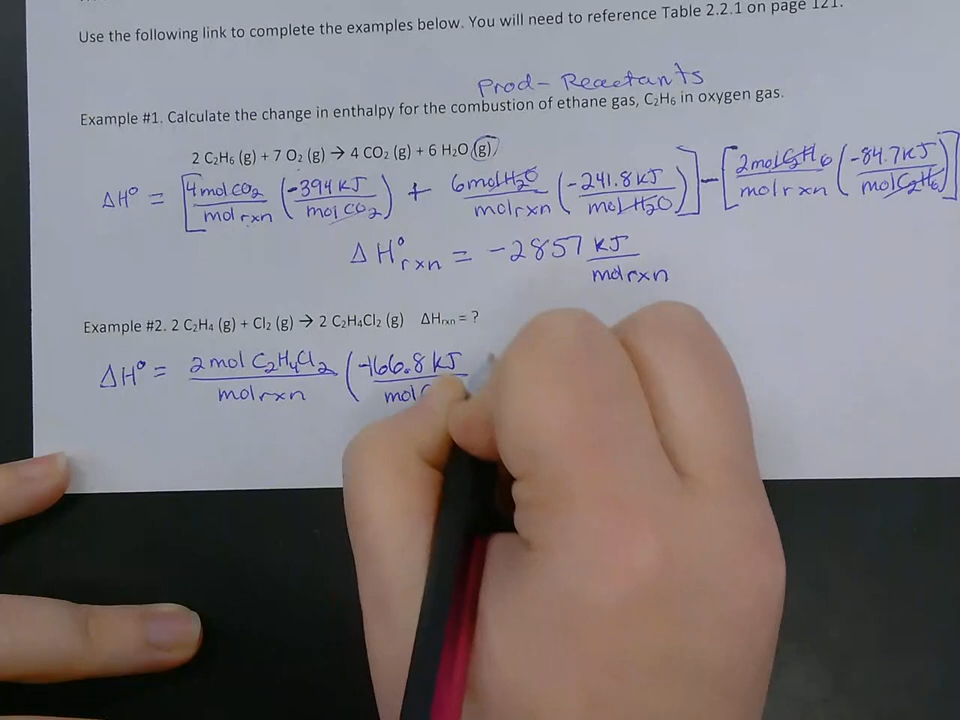 Use the following link to complete the examples below. You will need to reference Table 2.2.1 on page 121.
Prod - Reactants
Example #1. Calculate the change in enthalpy for the combustion of ethane gas, C₂H₆ in oxygen gas.
2 C₂H₆ (g) + 7 O₂ (g) → 4 CO₂ (g) + 6 H₂O (g)
ΔH° = [4 mol CO₂ / mol rxn (-394 KJ / mol CO₂) + 6 mol H₂O / mol rxn (-241.8 KJ / mol H₂O)] - [2 mol C₂H₆ / mol rxn (-84.7 KJ / mol C₂H₆)]
ΔH°rxn = -2857 KJ / mol rxn
Example #2. 2 C₂H₄ (g) + Cl₂ (g) → 2 C₂H₄Cl₂ (g) ΔHrxn = ?
ΔH° = 2 mol C₂H₄Cl₂ / mol rxn (-166.8 KJ / mol